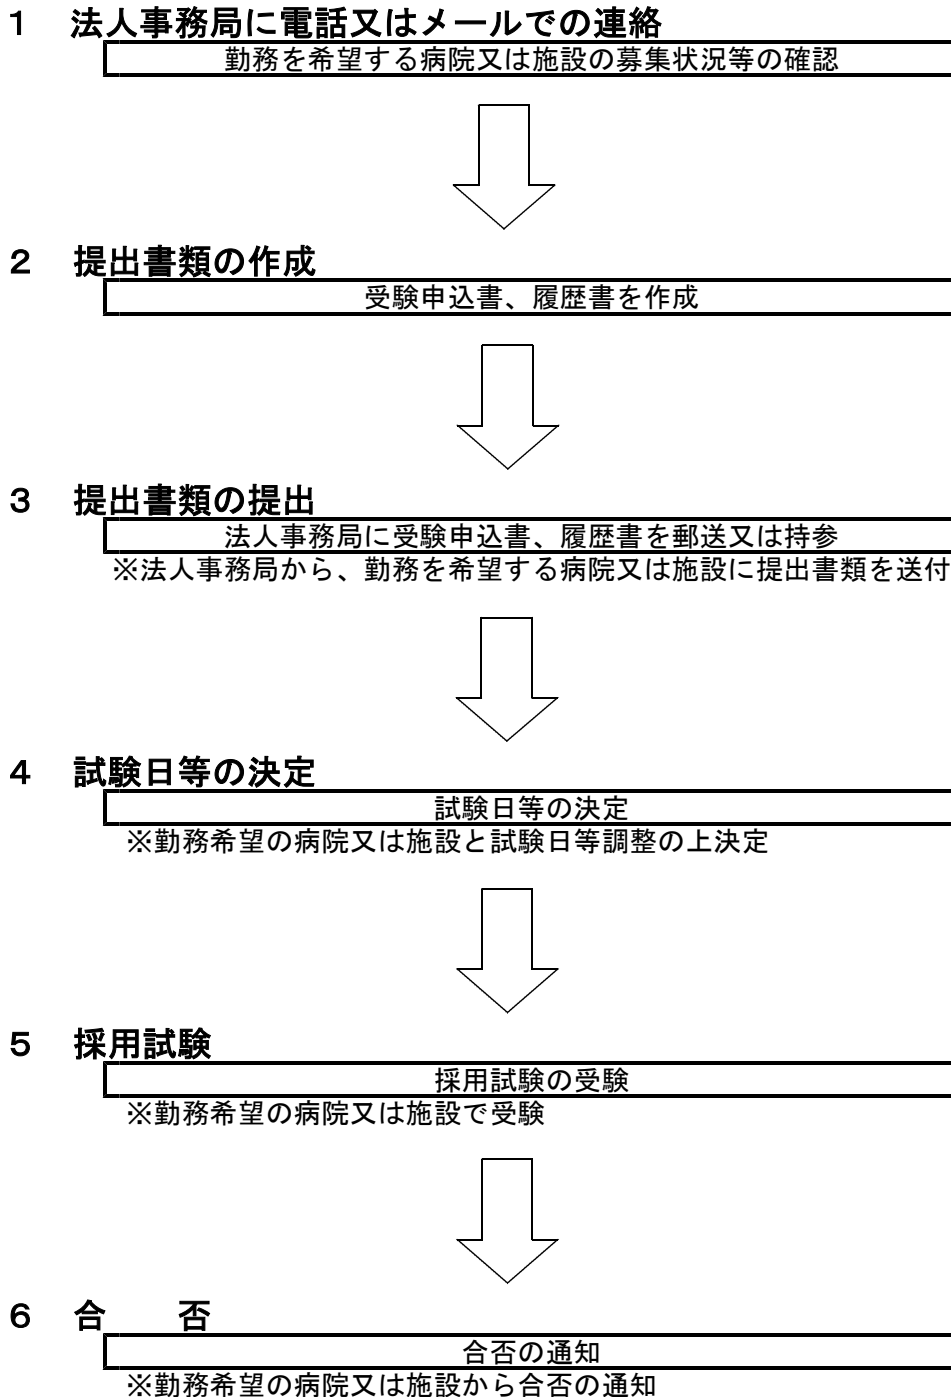 １　法人事務局に電話又はメールでの連絡
勤務を希望する病院又は施設の募集状況等の確認
２　提出書類の作成
受験申込書、履歴書を作成
３　提出書類の提出
法人事務局に受験申込書、履歴書を郵送又は持参
※法人事務局から、勤務を希望する病院又は施設に提出書類を送付
４　試験日等の決定
試験日等の決定
※勤務希望の病院又は施設と試験日等調整の上決定
５　採用試験
採用試験の受験
※勤務希望の病院又は施設で受験
６　合　　否
合否の通知
※勤務希望の病院又は施設から合否の通知